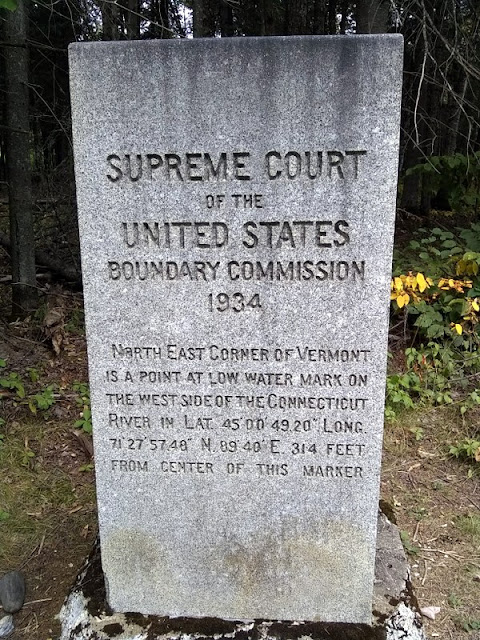 SUPREME COURT
OF THE
UNITED STATES
BOUNDARY COMMISSION
1934
NORTH EAST CORNER OF VERMONT
IS A POINT AT LOW WATER MARK ON
THE WEST SIDE OF THE CONNECTICUT
RIVER IN LAT. 45°00'49.20" LONG.
71°27'57.48" N. 89°40' E. 314 FEET
FROM CENTER OF THIS MARKER